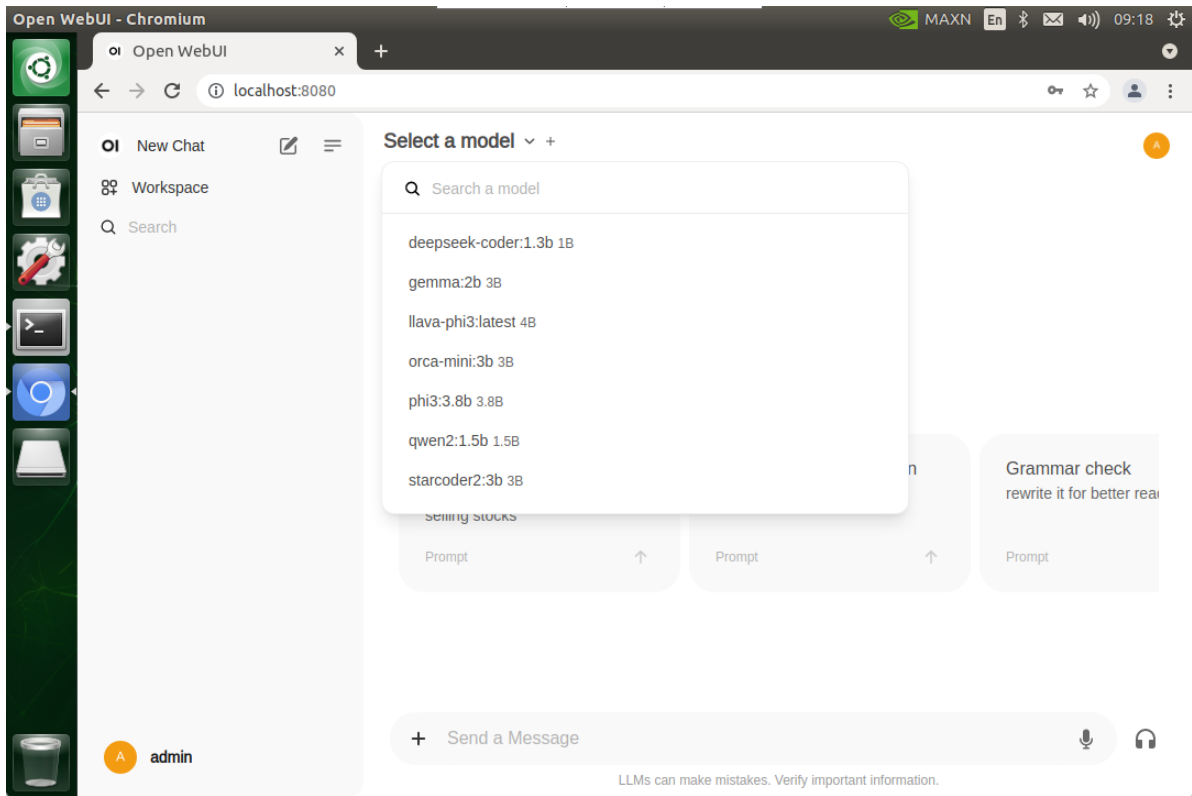 Open WebUI - Chromium
MAXN En 09:18
OI Open WebUI
localhost:8080
OI New Chat
Workspace
Search
admin
A
Select a model
A
Search a model
deepseek-coder:1.3b 1B
gemma:2b 3B
llava-phi3:latest 4B
orca-mini:3b 3B
phi3:3.8b 3.8B
qwen2:1.5b 1.5B
starcoder2:3b 3B
selling stocks
Prompt
n
Prompt
Grammar check
rewrite it for better rea
Prompt
Send a Message
LLMs can make mistakes. Verify important information.